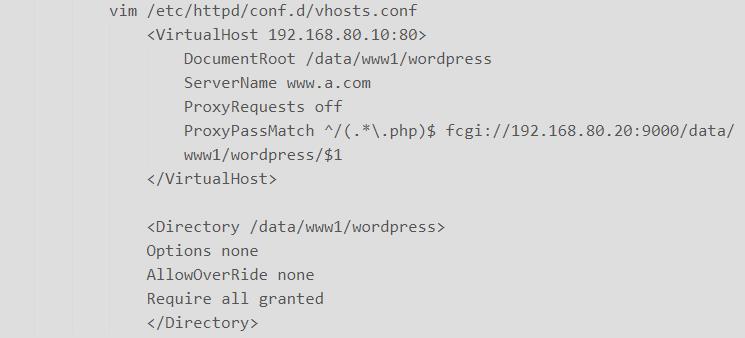 vim /etc/httpd/conf.d/vhosts.conf
<VirtualHost 192.168.80.10:80>
DocumentRoot /data/www1/wordpress
ServerName www.a.com
ProxyRequests off
ProxyPassMatch ^/(.*\.php)$ fcgi://192.168.80.20:9000/data/
www1/wordpress/$1
</VirtualHost>
<Directory /data/www1/wordpress>
Options none
AllowOverRide none
Require all granted
</Directory>